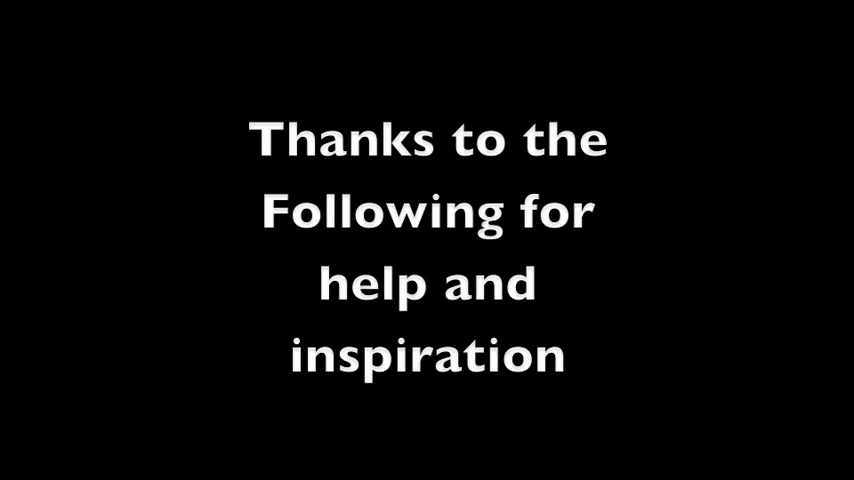 Thanks to the
Following for
help and
inspiration